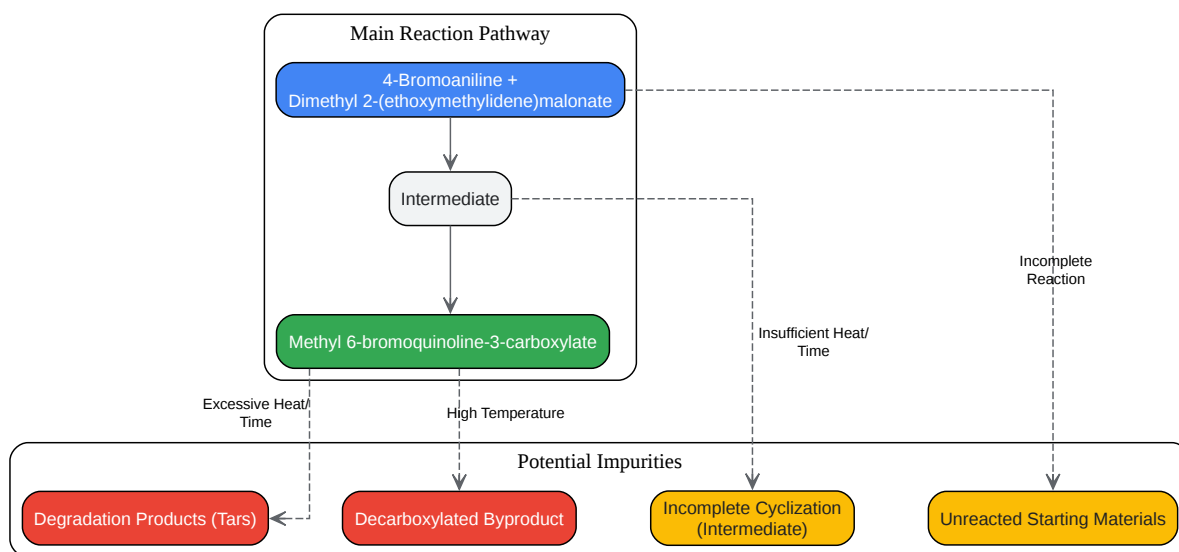 Main Reaction Pathway
4-Bromoaniline +
Dimethyl 2-(ethoxymethylidene)malonate
Intermediate
Incomplete
Reaction
Insufficient Heat/
Time
Methyl 6-bromoquinoline-3-carboxylate
Excessive Heat/
Time
High Temperature
Potential Impurities
Degradation Products (Tars)
Decarboxylated Byproduct
Incomplete Cyclization
(Intermediate)
Unreacted Starting Materials